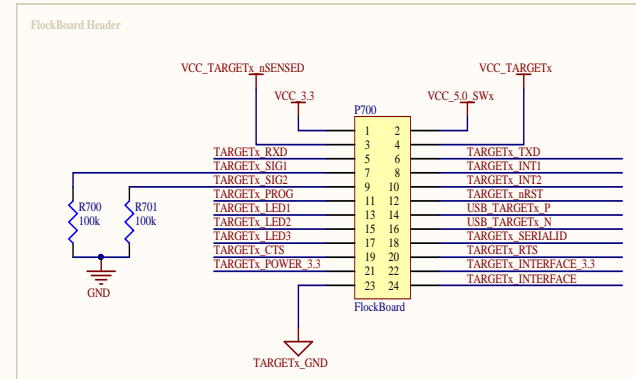 FlockBoard Header
VCC_TARGETx_nSENSED
VCC_TARGETx
VCC_3.3
VCC_5.0_SWx
P700
1 2
3 4
TARGETx_RXD 5 6 TARGETx_TXD
TARGETx_SIG1 7 8 TARGETx_INT1
TARGETx_SIG2 9 10 TARGETx_INT2
TARGETx_PROG 11 12 TARGETx_nRST
TARGETx_LED1 13 14 USB_TARGETx_P
TARGETx_LED2 15 16 USB_TARGETx_N
TARGETx_LED3 17 18 TARGETx_SERIALID
TARGETx_CTS 19 20 TARGETx_RTS
TARGETx_POWER_3.3 21 22 TARGETx_INTERFACE_3.3
23 24 TARGETx_INTERFACE
R700
100k
R701
100k
GND
FlockBoard
TARGETx_GND